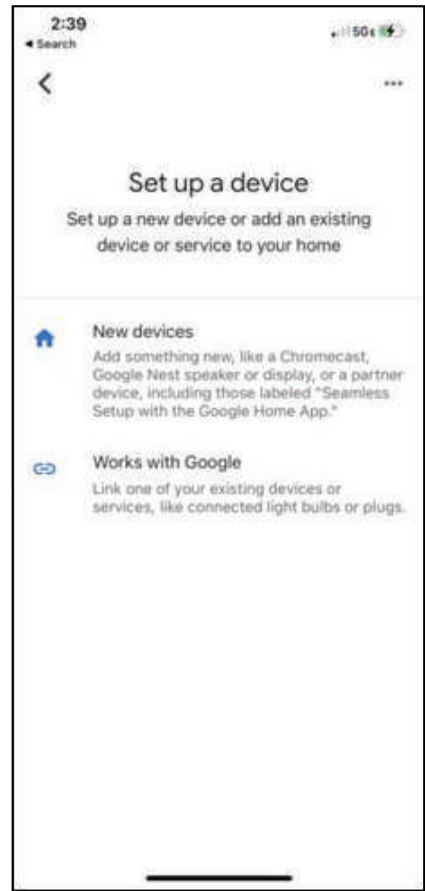 2:39
Search
5G
Set up a device
Set up a new device or add an existing
device or service to your home
New devices
Add something new, like a Chromecast,
Google Nest speaker or display, or a partner
device, including those labeled "Seamless
Setup with the Google Home App."
Works with Google
Link one of your existing devices or
services, like connected light bulbs or plugs.